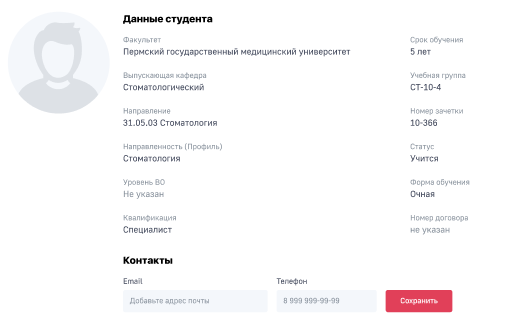 Данные студента
Факультет
Пермский государственный медицинский университет
Срок обучения
5 лет
Выпускающая кафедра
Стоматологический
Учебная группа
СТ-10-4
Направление
31.05.03 Стоматология
Номер зачетки
10-366
Направленность (Профиль)
Стоматология
Статус
Учится
Уровень ВО
Не указан
Форма обучения
Очная
Квалификация
Специалист
Номер договора
не указан
Контакты
Email
Телефон
Добавьте адрес почты
8 999 999-99-99
Сохранить